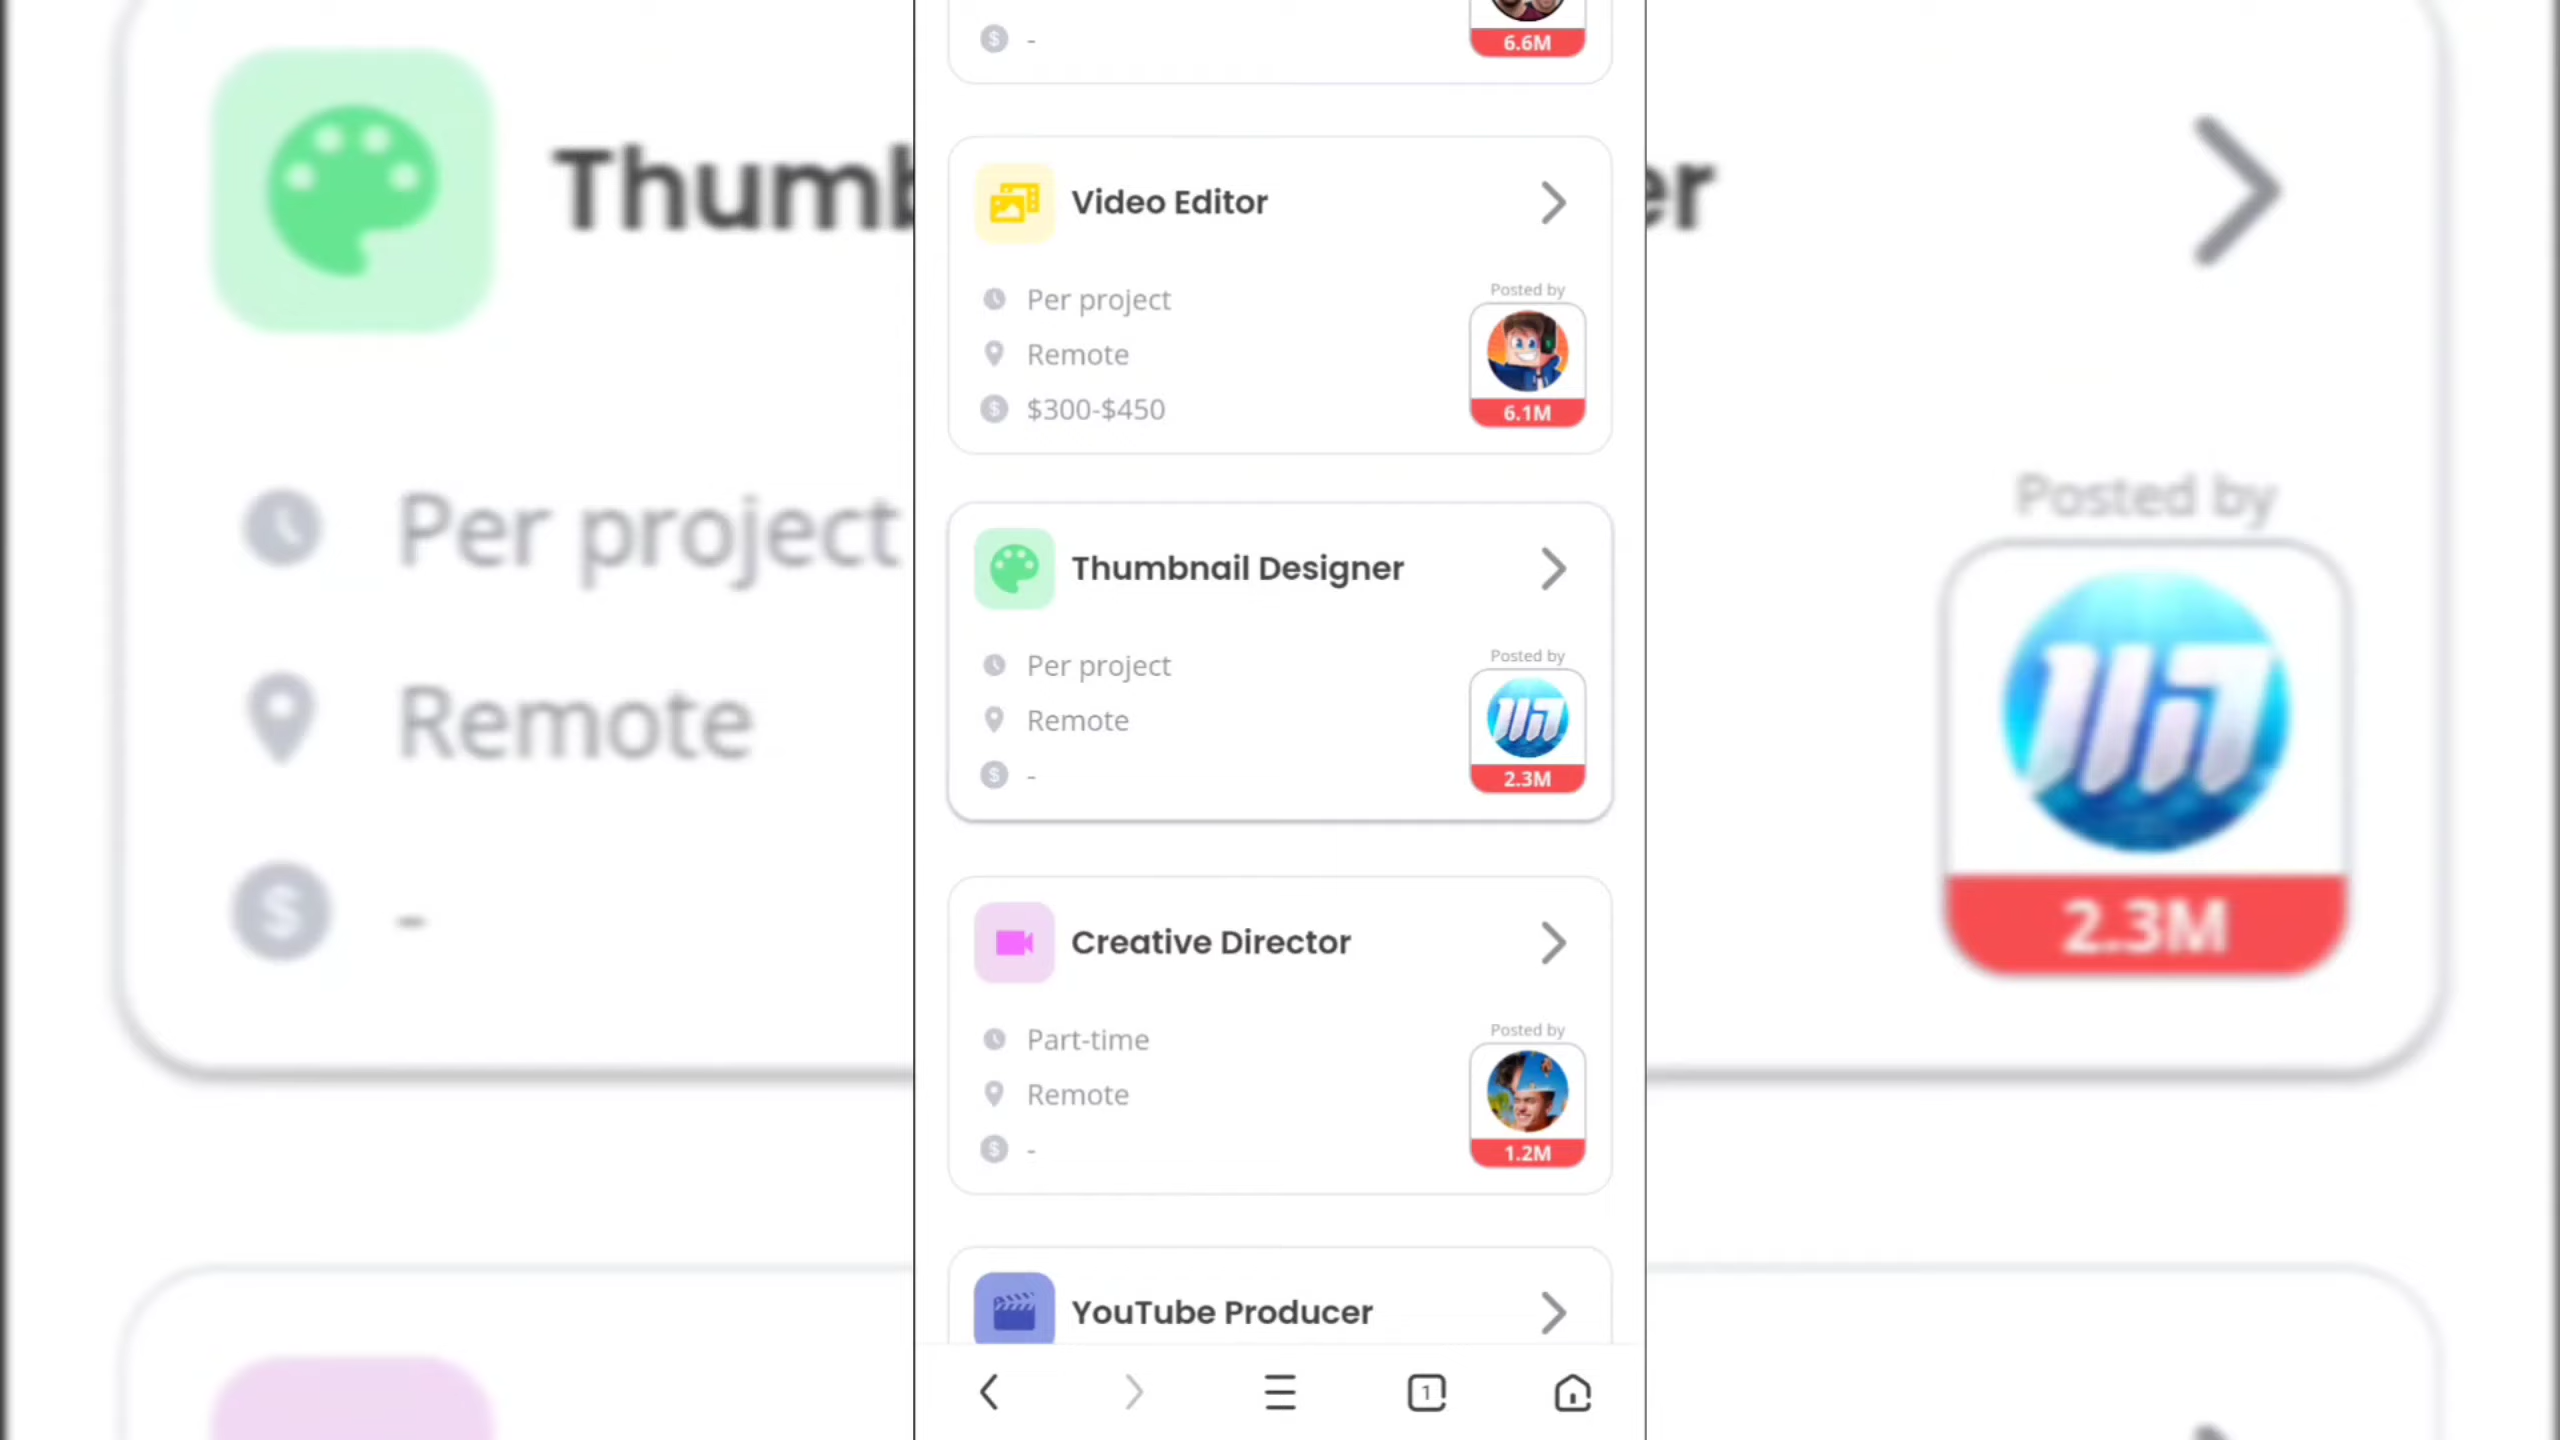 -
6.6M
Video Editor
Per project
Posted by
Remote
$300-$450
6.1M
Thumbnail Designer
Per project
Posted by
Remote
-
2.3M
Creative Director
Part-time
Posted by
Remote
-
1.2M
YouTube Producer
1
Thumb
er
Per project
Posted by
Remote
-
2.3M